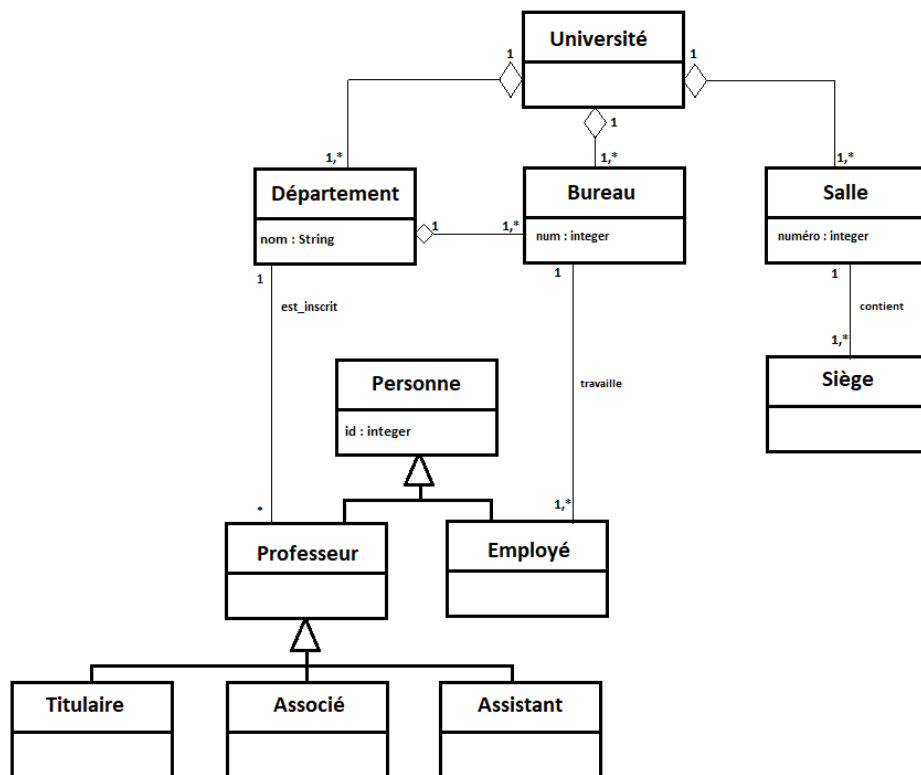 Université
1
1
1
1,*
1,*
1,*
Département
Bureau
Salle
nom : String
1
1,*
num : integer
numéro : integer
1
1
1
est_inscrit
contient
1,*
Personne
travaille
Siège
id : integer
*
1,*
Professeur
Employé
Titulaire
Associé
Assistant